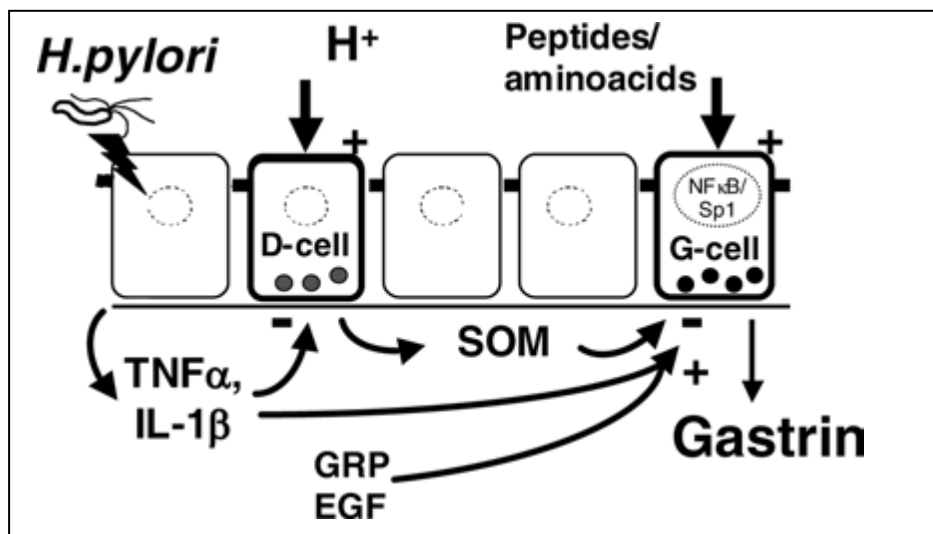 H.pylori
H+
Peptides/
aminoacids
+
+
D-cell
NFκB/
Sp1
G-cell
-
SOM
-
+
TNFα,
IL-1β
GRP
EGF
Gastrin